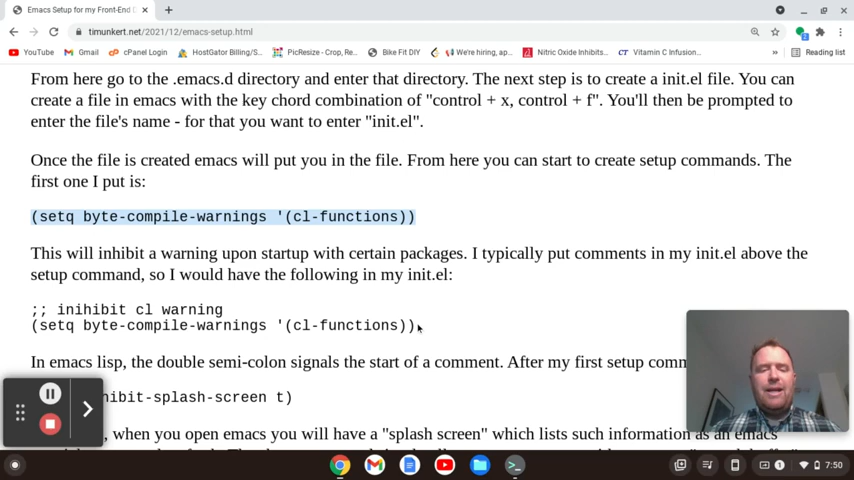 Emacs Setup for my Front-End D
timunkert.net/2021/12/emacs-setup.html
YouTube
Gmail
cPanel Login
HostGator Billing/S...
PicResize - Crop, Re...
Bike Fit DIY
We're hiring, ap...
Nitric Oxide Inhibits...
CT Vitamin C Infusion...
»
Reading list
From here go to the .emacs.d directory and enter that directory. The next step is to create a init.el file. You can
create a file in emacs with the key chord combination of "control + x, control + f". You'll then be prompted to
enter the file's name - for that you want to enter "init.el".
Once the file is created emacs will put you in the file. From here you can start to create setup commands. The
first one I put is:
(setq byte-compile-warnings '(cl-functions))
This will inhibit a warning upon startup with certain packages. I typically put comments in my init.el above the
setup command, so I would have the following in my init.el:
;; inihibit cl warning
(setq byte-compile-warnings '(cl-functions))
In emacs lisp, the double semi-colon signals the start of a comment. After my first setup comm
hibit-splash-screen t)
, when you open emacs you will have a "splash screen" which lists such information as an emacs
1
7:50